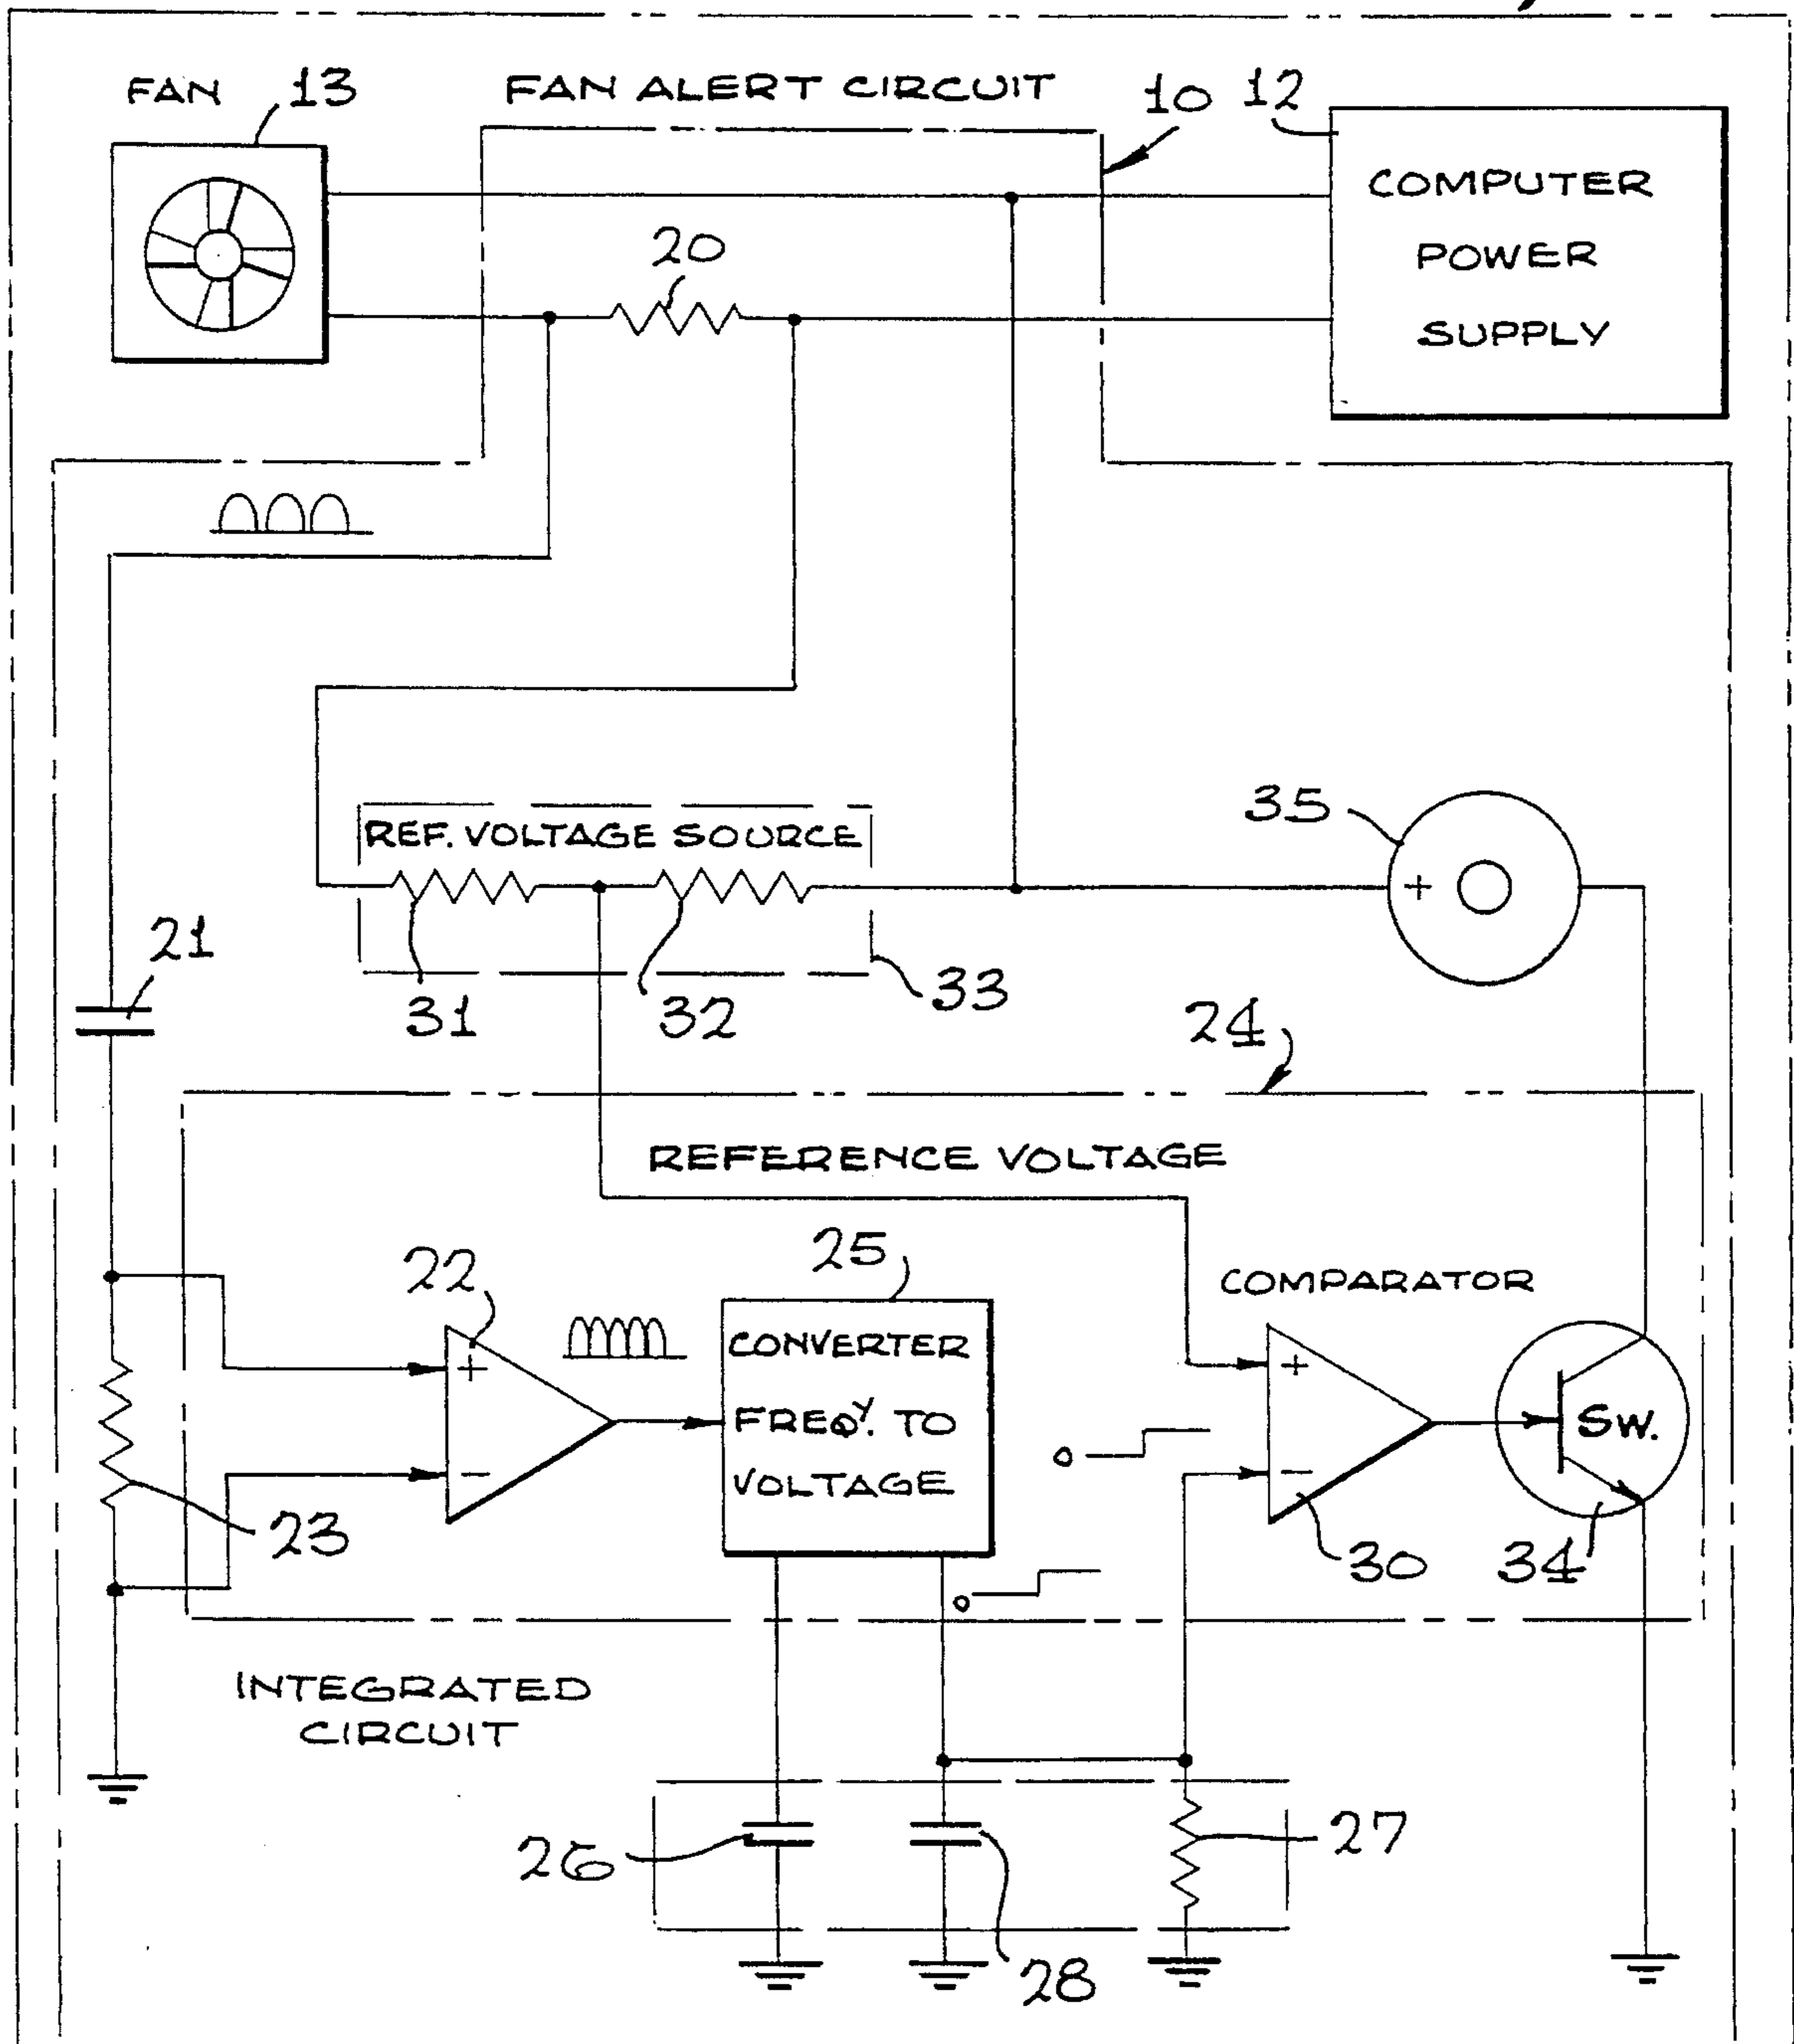 FAN
13
FAN ALERT CIRCUIT
10
12
COMPUTER
POWER
SUPPLY
20
35
REF. VOLTAGE SOURCE
+
21
31
32
33
24
REFERENCE VOLTAGE
22
25
COMPARATOR
+
CONVERTER
FREQY. TO
VOLTAGE
+
SW.
-
-
23
30
34
INTEGRATED
CIRCUIT
26
28
27